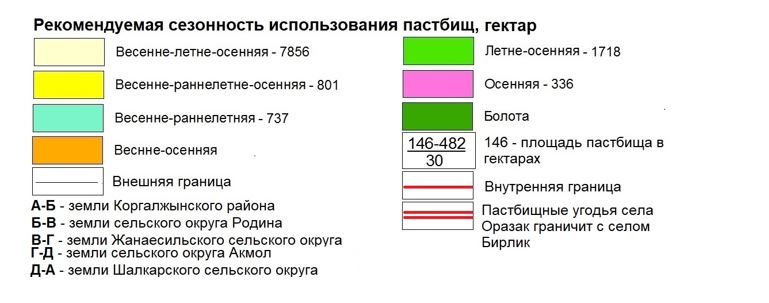 Рекомендуемая сезонность использования пастбищ, гектар
Весенне-летне-осенняя - 7856
Весенне-раннелетне-осенняя - 801
Весенне-раннелетняя - 737
Веснне-осенняя
Внешняя граница
А-Б - земли Коргалжынского района
Б-В - земли сельского округа Родина
В-Г - земли Жанаесильского сельского округа
Г-Д - земли сельского округа Акмол
Д-А - земли Шалкарского сельского округа
Летне-осенняя - 1718
Осенняя - 336
Болота
146-482
30
146 - площадь пастбища в
гектарах
Внутренняя граница
Пастбищные угодья села
Оразак граничит с селом
Бирлик